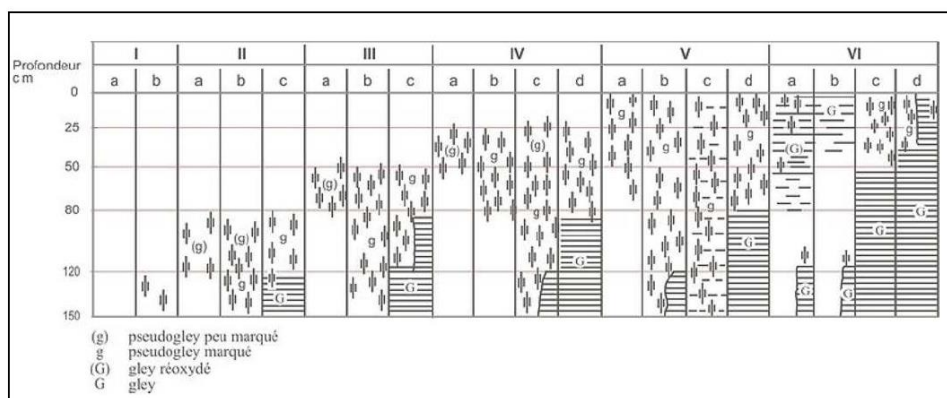 I II III IV V VI
Profondeur
cm
a b a b c a b c a b c d a b c d a b c d
0
g g g G g
25
(g) g (g) g g (G) g
50
(g) g g
80
(g) (g) g g g g G G G
120
g G G G G G
150
(g) pseudogley peu marqué
g pseudogley marqué
(G) gley réoxydé
G gley